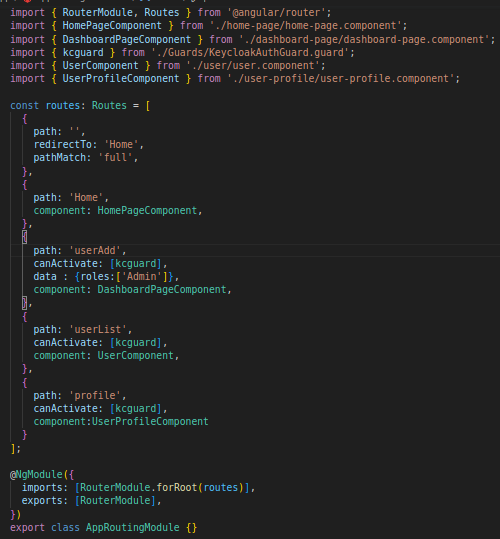 import { RouterModule, Routes } from '@angular/router';
import { HomePageComponent } from './home-page/home-page.component';
import { DashboardPageComponent } from './dashboard-page/dashboard-page.component';
import { kcguard } from './Guards/KeycloakAuthGuard.guard';
import { UserComponent } from './user/user.component';
import { UserProfileComponent } from './user-profile/user-profile.component';

const routes: Routes = [
  {
    path: '',
    redirectTo: 'Home',
    pathMatch: 'full',
  },
  {
    path: 'Home',
    component: HomePageComponent,
  },
  {
    path: 'userAdd',
    canActivate: [kcguard],
    data : {roles:['Admin']},
    component: DashboardPageComponent,
  },
  {
    path: 'userList',
    canActivate: [kcguard],
    component: UserComponent,
  },
  {
    path: 'profile',
    canActivate: [kcguard],
    component:UserProfileComponent
  }
];

@NgModule({
  imports: [RouterModule.forRoot(routes)],
  exports: [RouterModule],
})
export class AppRoutingModule {}